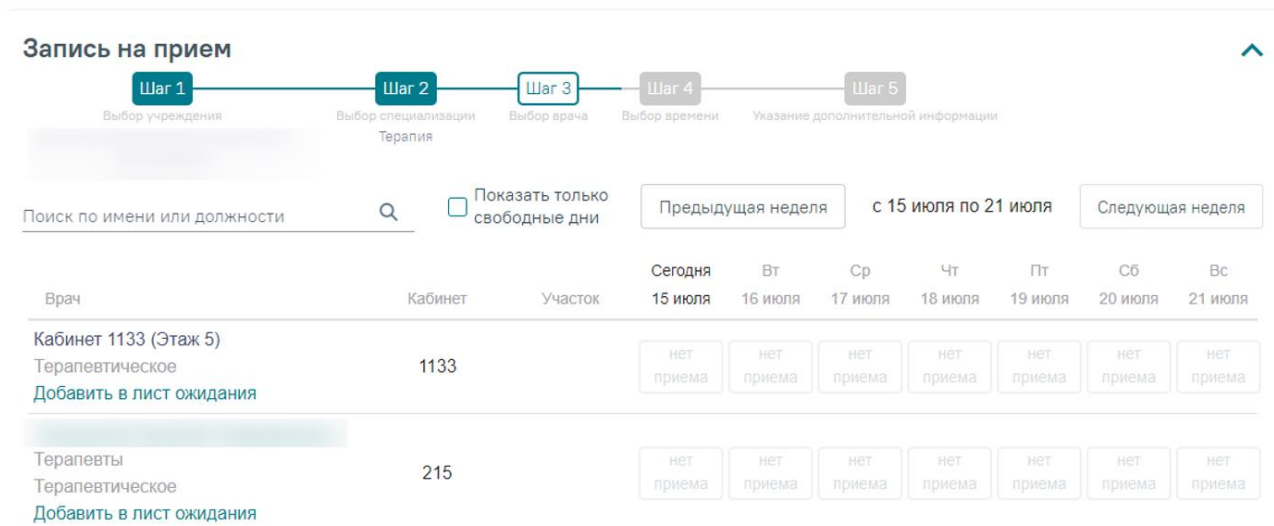 Запись на прием
Шаг 1 Шаг 2 Шаг 3 Шаг 4 Шаг 5
Выбор учреждения Выбор специализации Выбор врача Выбор времени Указание дополнительной информации
Терапия
Поиск по имени или должности
Показать только
свободные дни
Предыдущая неделя с 15 июля по 21 июля Следующая неделя
Сегодня Вт Ср Чт Пт Сб Вс
Врач Кабинет Участок 15 июля 16 июля 17 июля 18 июля 19 июля 20 июля 21 июля
Кабинет 1133 (Этаж 5)
Терапевтическое
Добавить в лист ожидания
1133
нет нет нет нет нет нет нет
приема приема приема приема приема приема приема
Терапевты
Терапевтическое
Добавить в лист ожидания
215
нет нет нет нет нет нет нет
приема приема приема приема приема приема приема